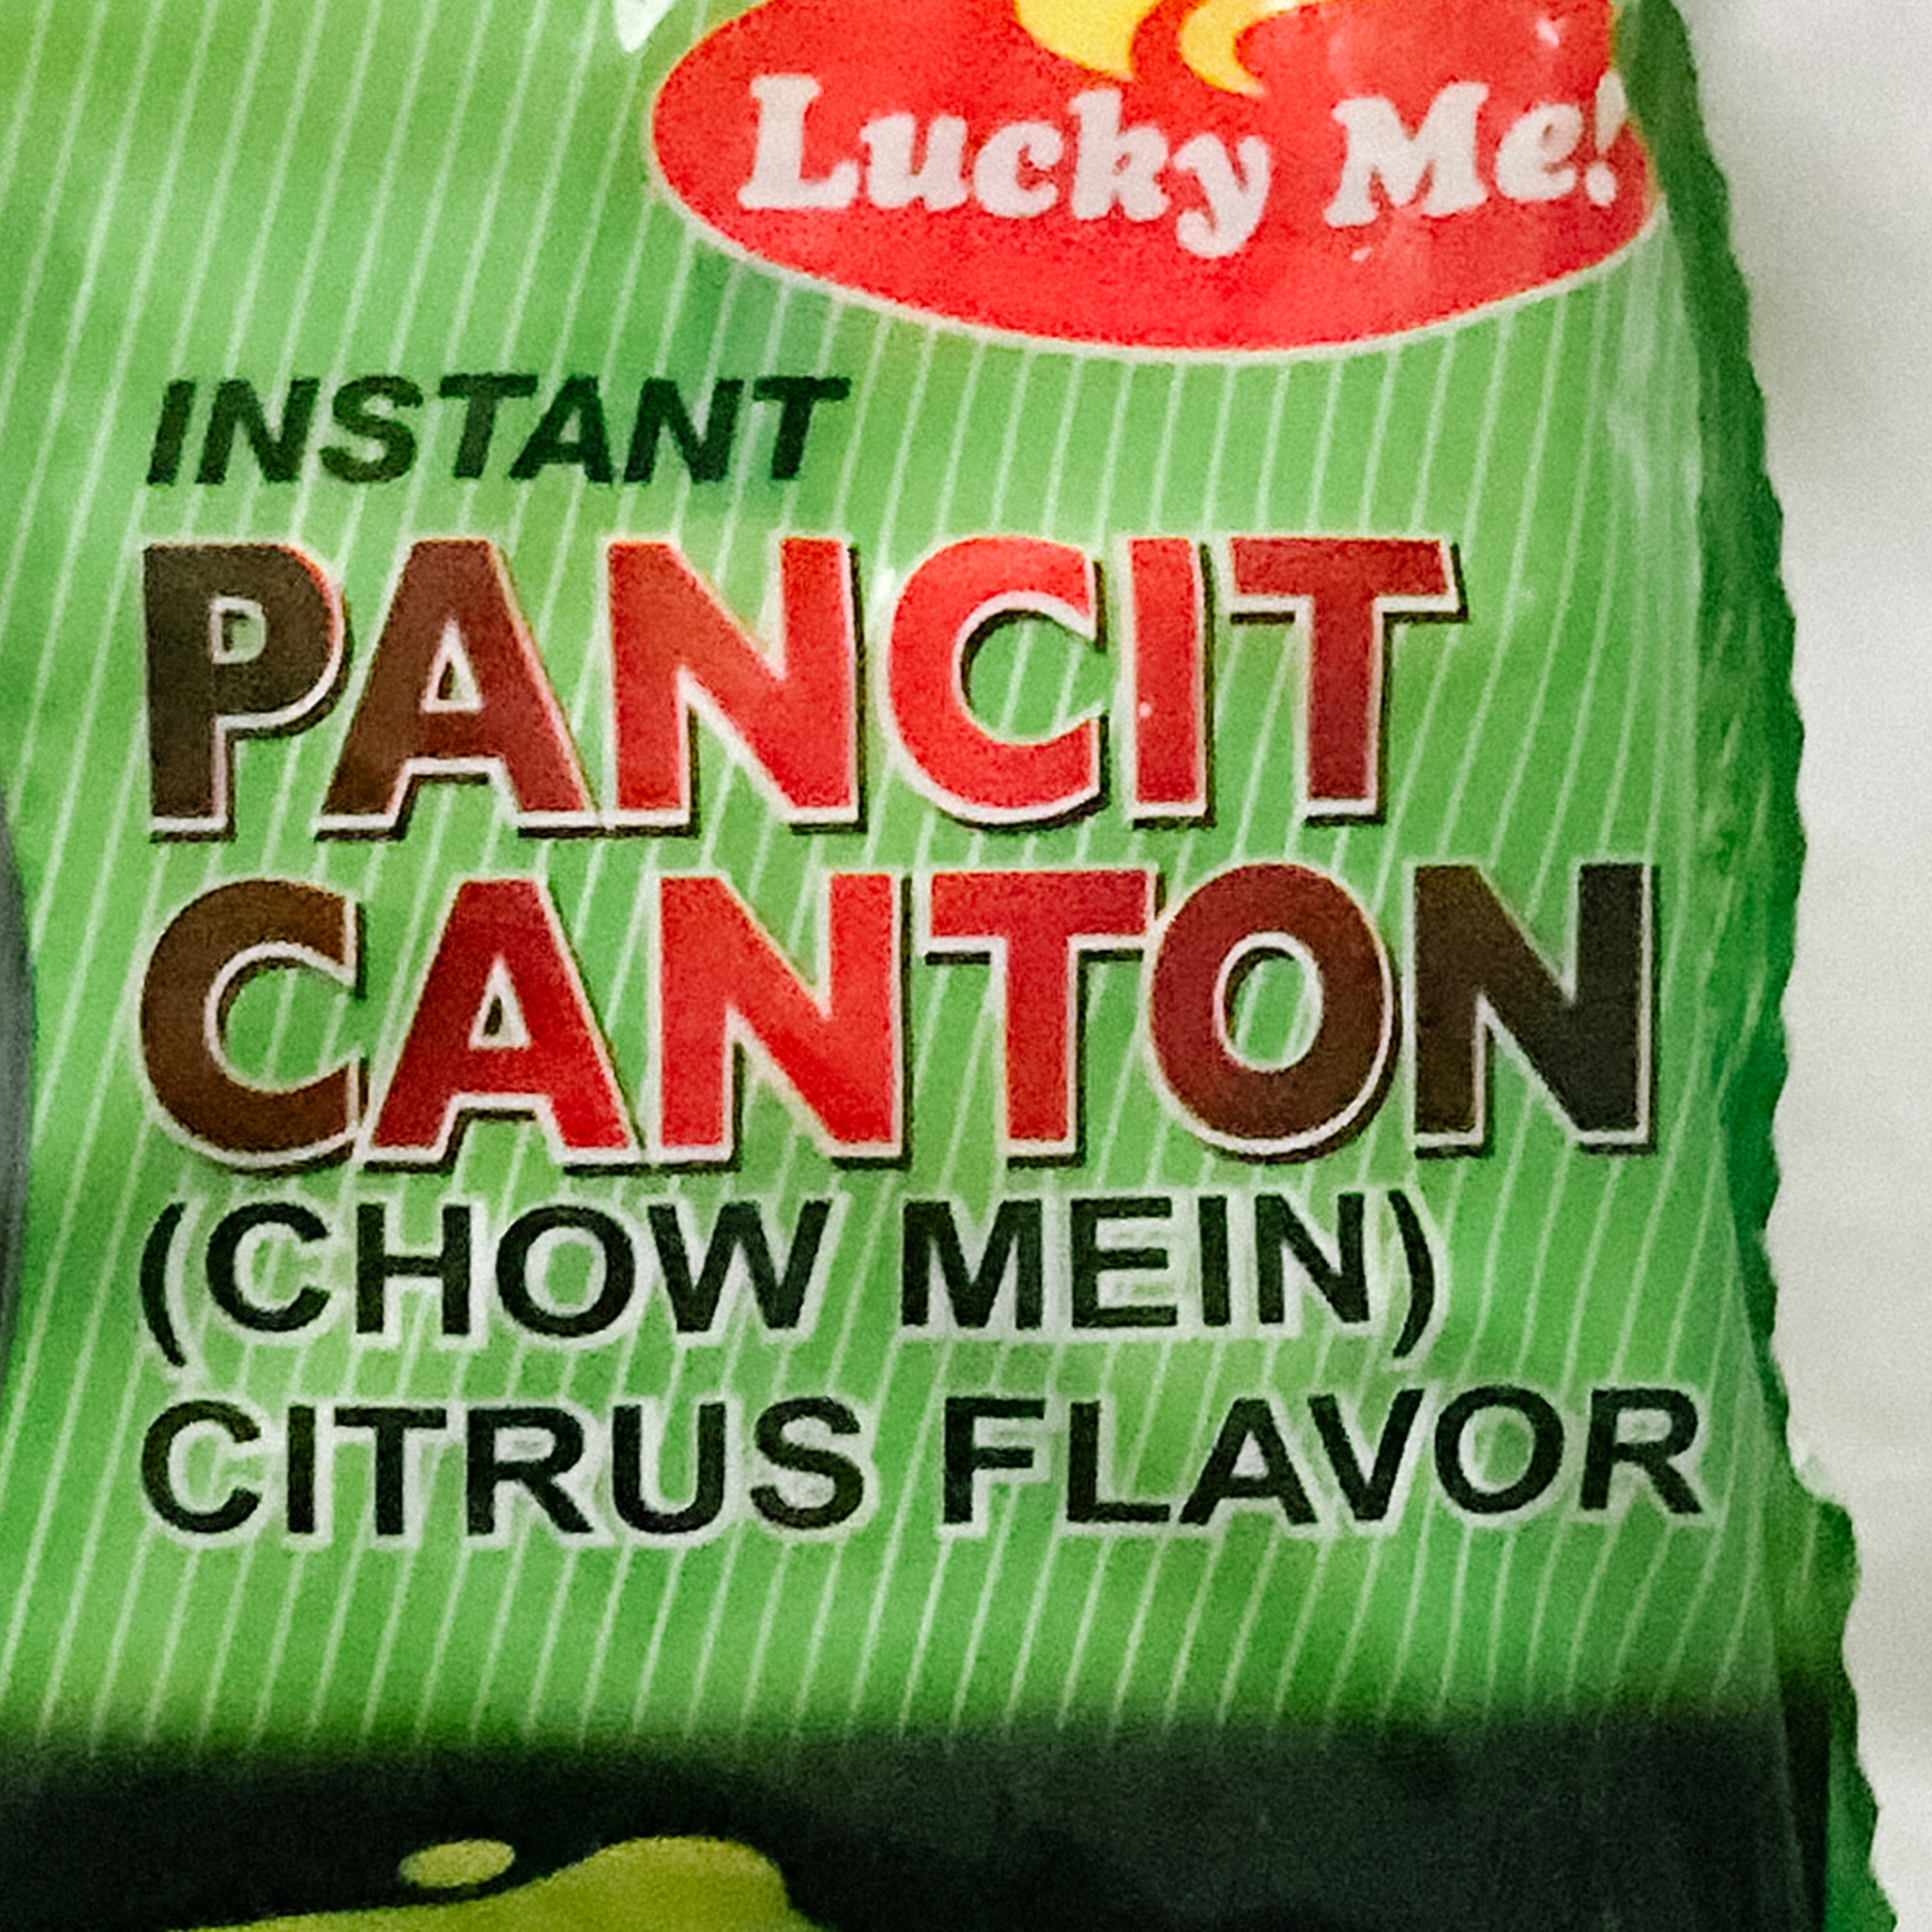 Lucky Me!
INSTANT
PANCIT
CANTON
(CHOW MEIN)
CITRUS FLAVOR